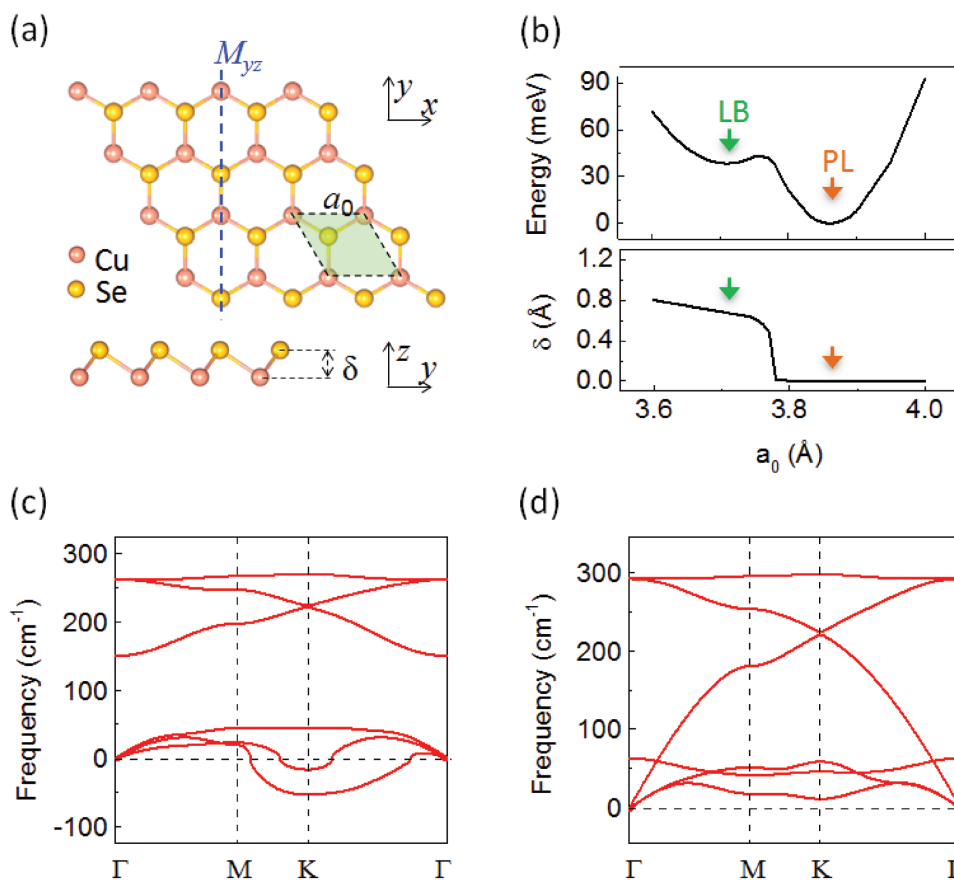 (a)
M_yz
y
x
a₀
Cu
Se
δ
z
y
(b)
Energy (meV)
90
60
30
0
LB
PL
δ (Å)
1.2
0.8
0.4
0.0
3.6 3.8 4.0
a₀ (Å)
(c)
Frequency (cm⁻¹)
300
200
100
0
-100
Γ M K Γ
(d)
Frequency (cm⁻¹)
300
200
100
0
Γ M K